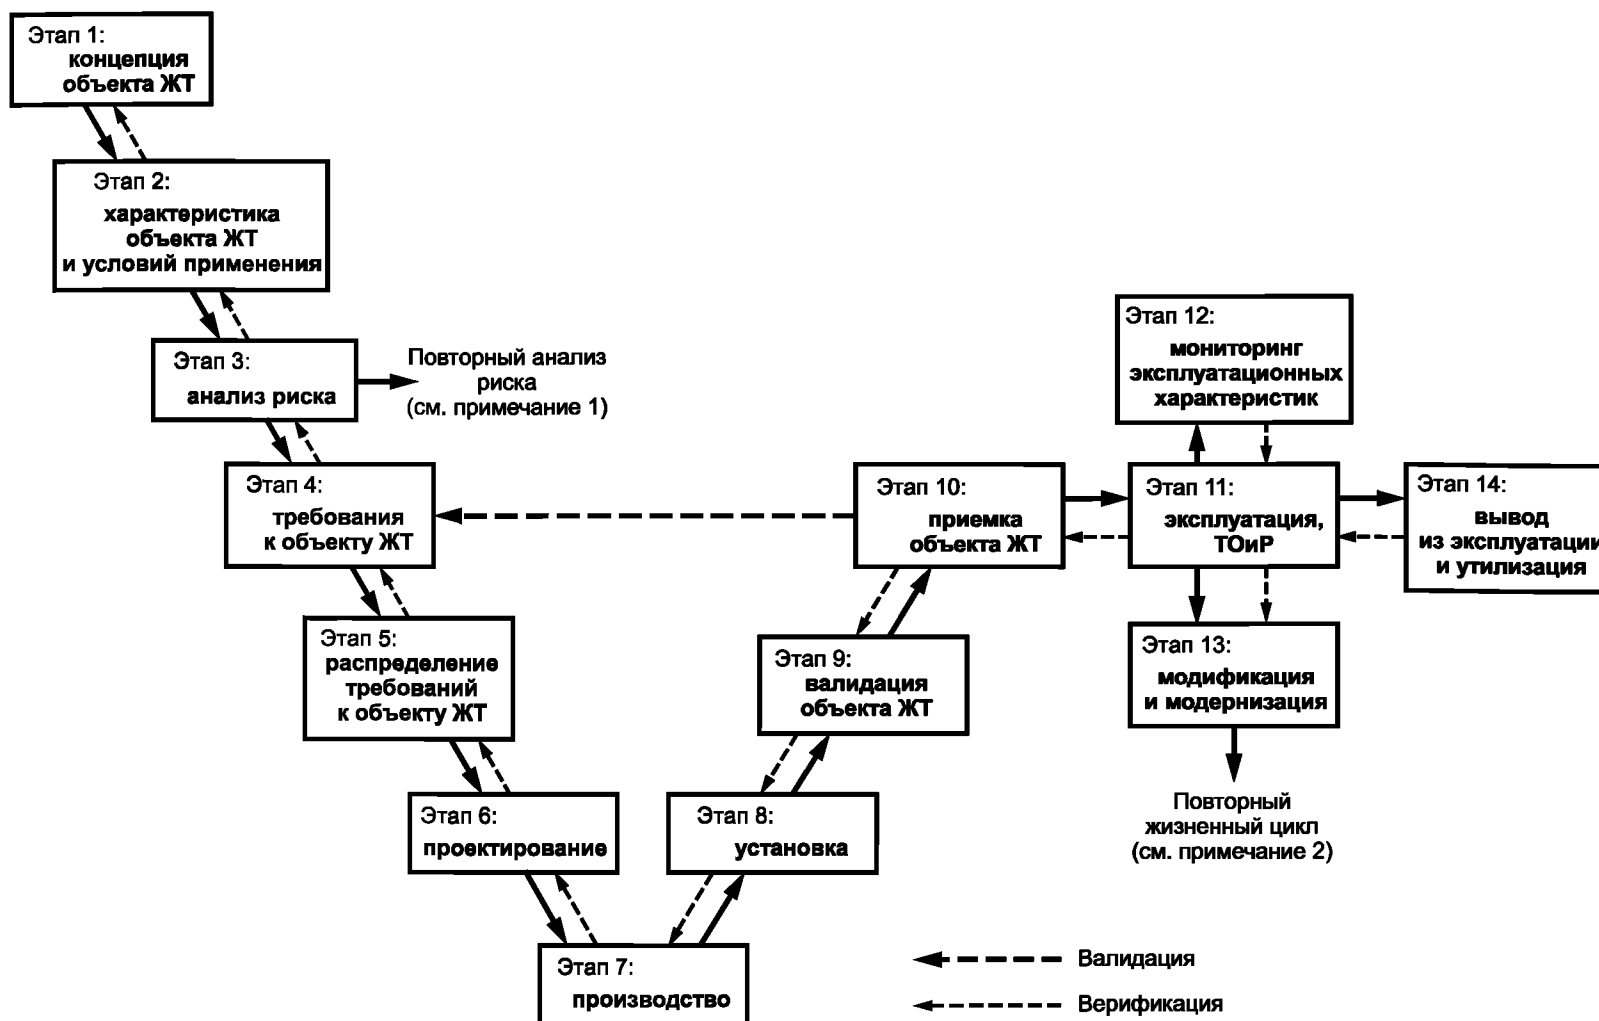 Этап 1:
концепция
объекта ЖТ
Этап 2:
характеристика
объекта ЖТ
и условий применения
Этап 3:
анализ риска
Повторный анализ
риска
(см. примечание 1)
Этап 4:
требования
к объекту ЖТ
Этап 5:
распределение
требований
к объекту ЖТ
Этап 6:
проектирование
Этап 7:
производство
Этап 8:
установка
Этап 9:
валидация
объекта ЖТ
Этап 10:
приемка
объекта ЖТ
Этап 11:
эксплуатация,
ТОиР
Этап 12:
мониторинг
эксплуатационных
характеристик
Этап 13:
модификация
и модернизация
Повторный
жизненный цикл
(см. примечание 2)
Этап 14:
вывод
из эксплуатации
и утилизация
Валидация
Верификация